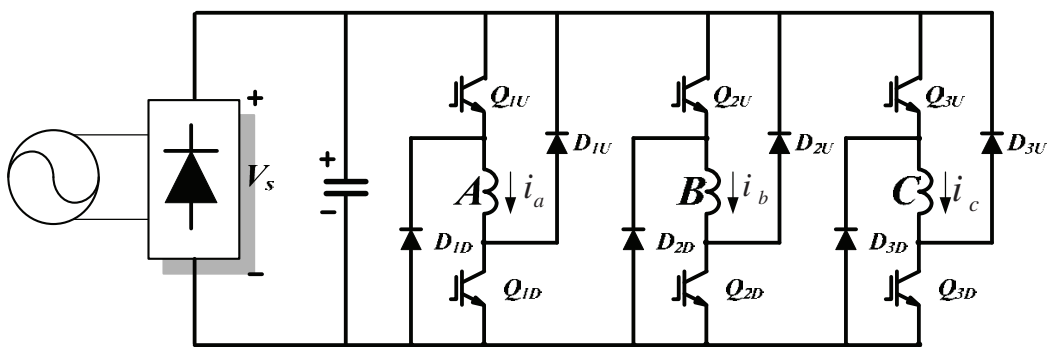 +
V_s
−
+
−
Q_1U
D_1U
A
i_a
D_1D
Q_1D
Q_2U
D_2U
B
i_b
D_2D
Q_2D
Q_3U
D_3U
C
i_c
D_3D
Q_3D